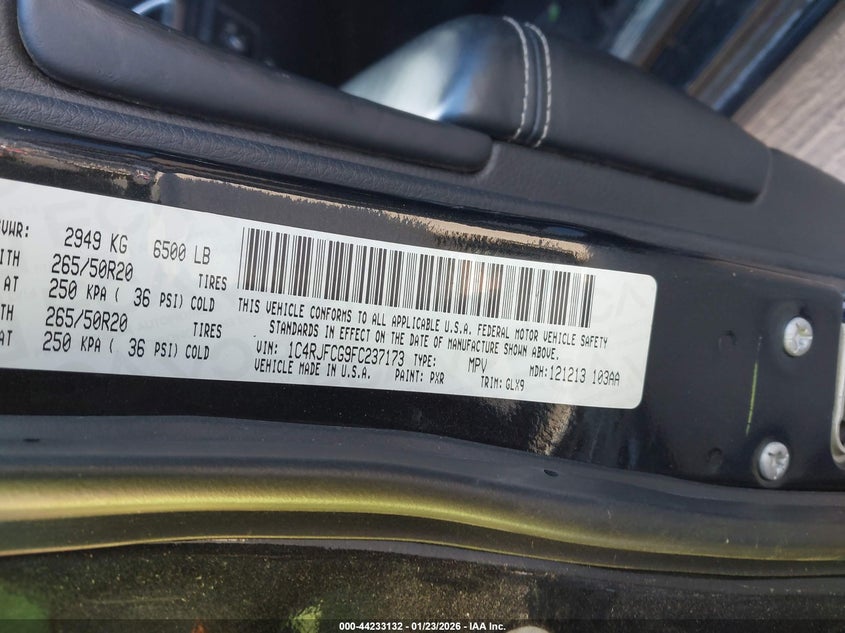 VWR: 2949 KG 6500 LB
ITH 265/50R20 TIRES
AT 250 KPA ( 36 PSI) COLD
TH 265/50R20 TIRES
AT 250 KPA ( 36 PSI) COLD
THIS VEHICLE CONFORMS TO ALL APPLICABLE U.S.A. FEDERAL MOTOR VEHICLE SAFETY
STANDARDS IN EFFECT ON THE DATE OF MANUFACTURE SHOWN ABOVE.
VIN: 1C4RJFCG9FC237173 TYPE: MPV MDH:121213 103AA
VEHICLE MADE IN U.S.A. PAINT: PXR TRIM: GLX9
000-44233132 - 01/23/2026 - IAA Inc.